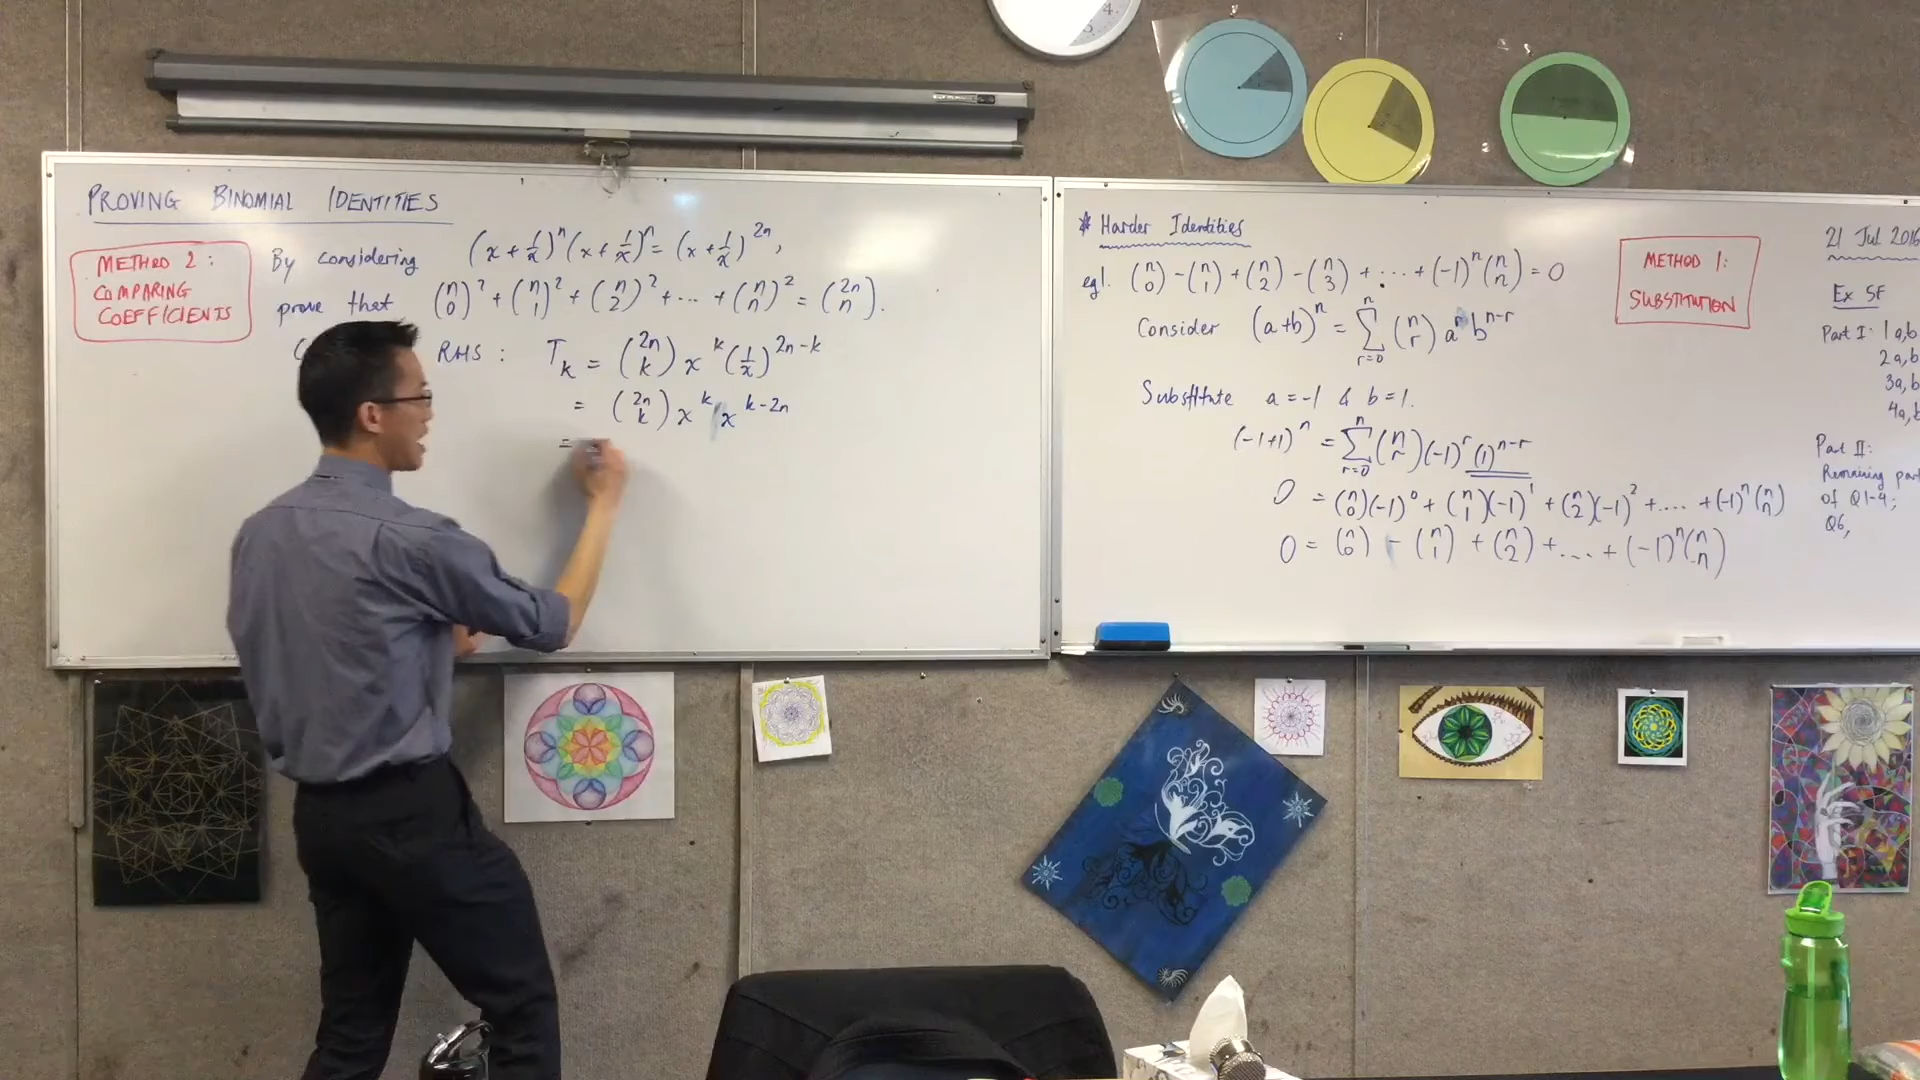 PROVING BINOMIAL IDENTITIES
METHOD 2:
COMPARING
COEFFICIENTS
By considering (x + 1/x)^n (x + 1/x)^n = (x + 1/x)^2n,
prove that (n 0)^2 + (n 1)^2 + (n 2)^2 + ... + (n n)^2 = (2n n).
RHS: T_k = (2n k) x^k (1/x)^2n-k
= (2n k) x^k x^k-2n
=
* Harder Identities
eg1. (n 0) - (n 1) + (n 2) - (n 3) + ... + (-1)^n (n n) = 0
Consider (a+b)^n = Σ_{r=0}^n (n r) a^r b^n-r
Substitute a = -1 & b = 1.
(-1+1)^n = Σ_{r=0}^n (n r)(-1)^r (1)^n-r
0 = (n 0)(-1)^0 + (n 1)(-1)^1 + (n 2)(-1)^2 + .... + (-1)^n (n n)
0 = (n 0) - (n 1) + (n 2) + .... + (-1)^n (n n)
METHOD 1:
SUBSTITUTION
21 Jul 2016
Ex 5F
Part I: 1a,b
2a,b
3a,b
4a,b
Part II:
Remaining part
of Q1-4;
Q6,